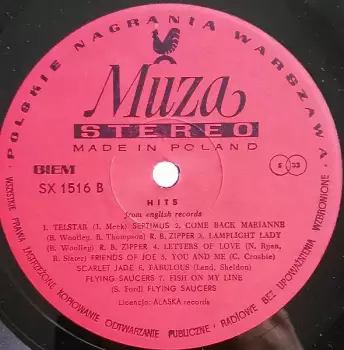 POLSKIE NAGRANIA WARSZAWA
Muza
STEREO
MADE IN POLAND
BIEM
SX 1516 B
33
HITS
from english records
1. TELSTAR (J. Meek) SEPTIMUS 2. COME BACK MARIANNE
(B. Woolley, B. Thompson) R. B. ZIPPER 3. LAMPLIGHT LADY
(B. Woolley) R. B. ZIPPER 4. LETTERS OF LOVE (N. Ryan,
R. Slater) FRIENDS OF JOE 5. YOU AND ME (C. Crosbie)
SCARLET JADE 6. FABULOUS (Land, Sheldon)
FLYING SAUCERS 7. FISH ON MY LINE
(S. Ford) FLYING SAUCERS
Licencja: ALASKA records
WSZYSTKIE PRAWA ZASTRZEŻONE KOPIOWANIE ODTWARZANIE PUBLICZNE · RADIOWE BEZ UPOWAŻNIENIA WZBRONIONE